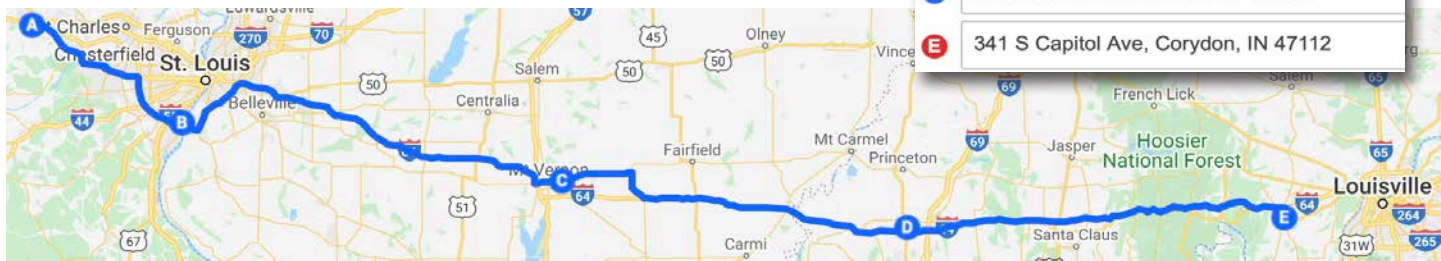 A
t Charles
Ferguson
Edwardsville
270
70
57
45
Olney
Vince
E
341 S Capitol Ave, Corydon, IN 47112
Chesterfield
St. Louis
Salem
50
50
50
Salem
65
69
French Lick
44
B
Belleville
Centralia
Mt Carmel
69
Jasper
Hoosier
National Forest
65
Fairfield
Princeton
Mt Vernon
C
64
51
Louisville
64
E
264
67
Carmi
D
Santa Claus
31W
265